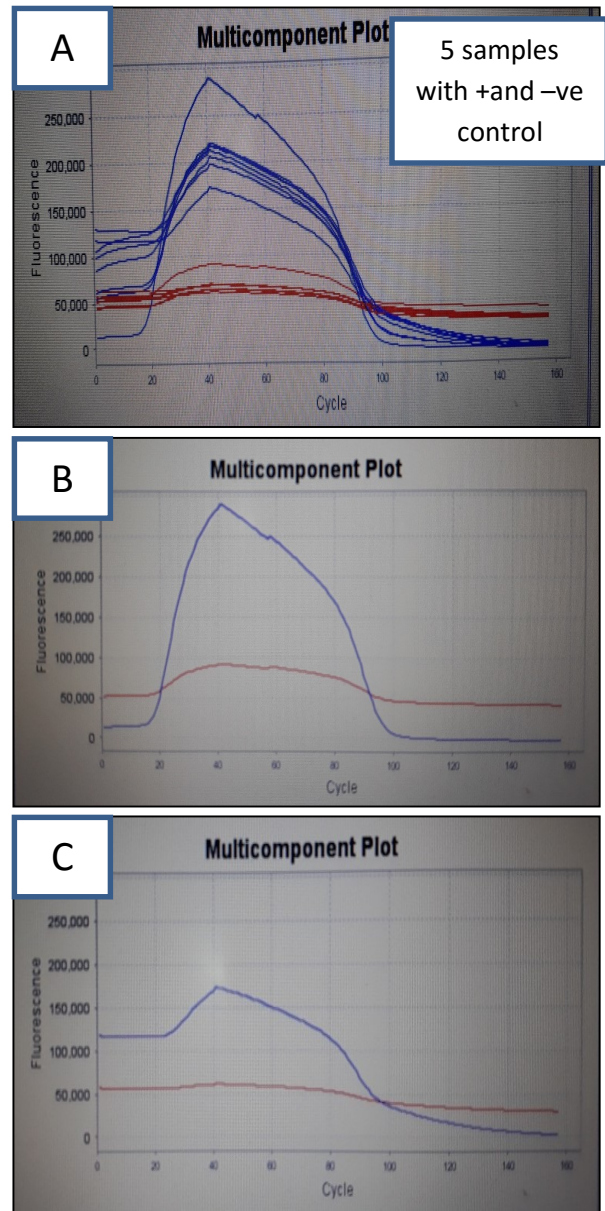 A
Multicomponent Plot
5 samples
with +and –ve
control
Fluorescence
250,000
200,000
150,000
100,000
50,000
0
0 20 40 60 80 100 120 140 160
Cycle
B
Multicomponent Plot
Fluorescence
250,000
200,000
150,000
100,000
50,000
0
0 20 40 60 80 100 120 140 160
Cycle
C
Multicomponent Plot
Fluorescence
250,000
200,000
150,000
100,000
50,000
0
0 20 40 60 80 100 120 140 160
Cycle